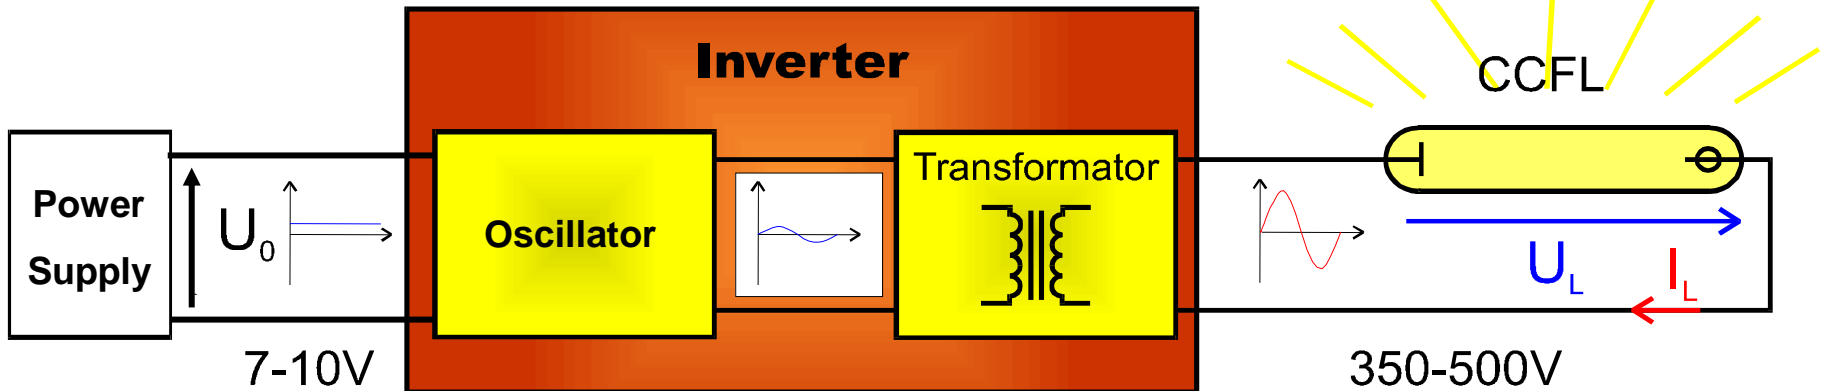 Inverter
CCFL
Power
Supply
U0
Oscillator
Transformator
UL
IL
7-10V
350-500V